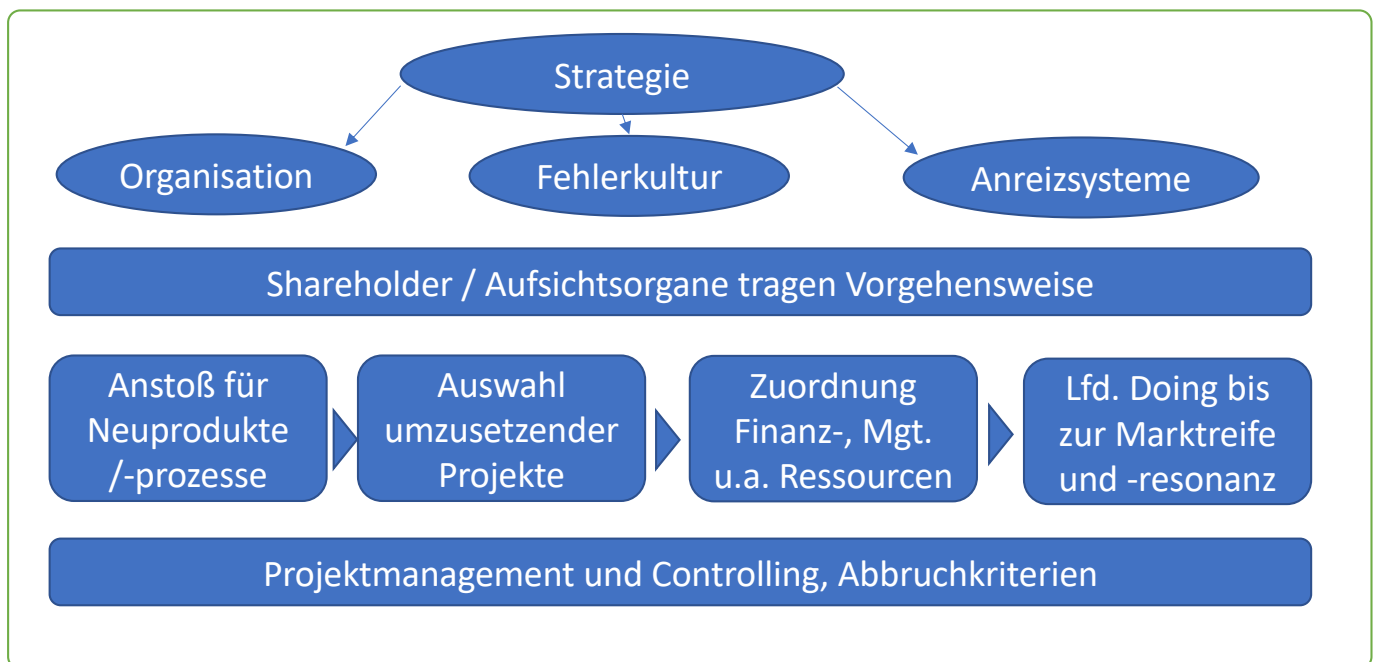 Strategie
Organisation
Fehlerkultur
Anreizsysteme
Shareholder / Aufsichtsorgane tragen Vorgehensweise
Anstoß für
Neuprodukte
/-prozesse
Auswahl
umzusetzender
Projekte
Zuordnung
Finanz-, Mgt.
u.a. Ressourcen
Lfd. Doing bis
zur Marktreife
und -resonanz
Projektmanagement und Controlling, Abbruchkriterien